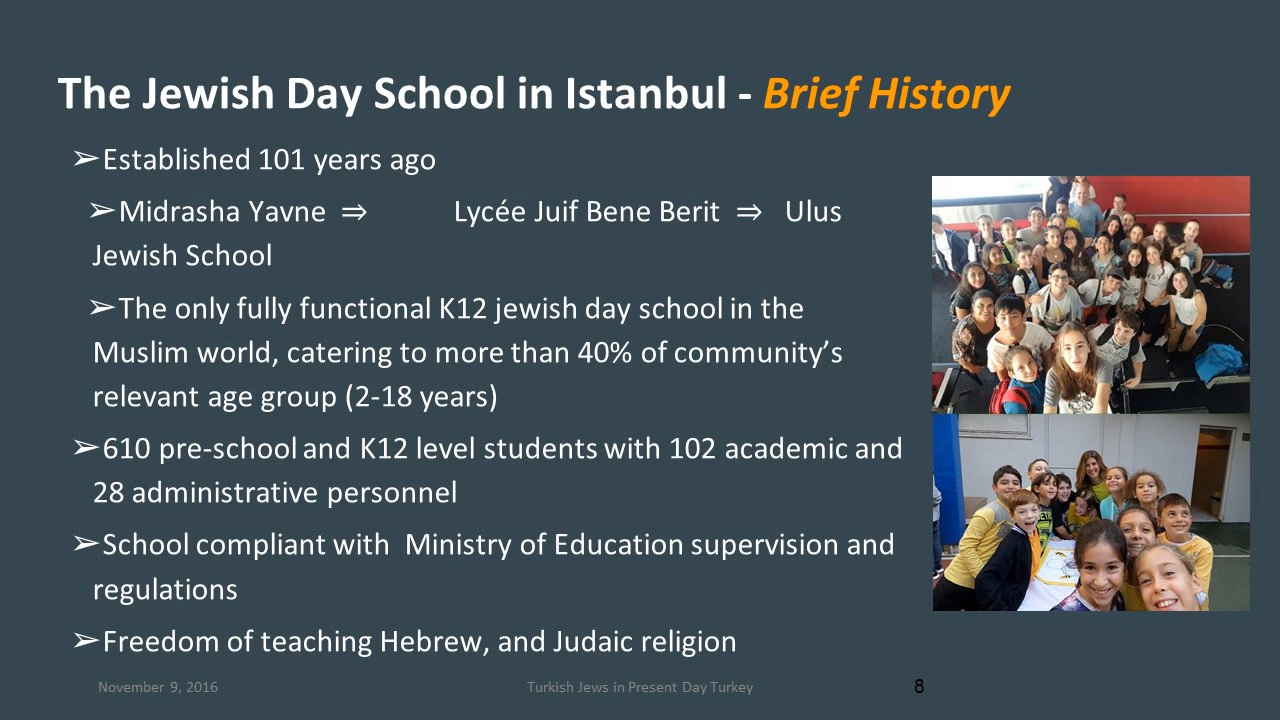 The Jewish Day School in Istanbul - Brief History
➢Established 101 years ago
➢Midrasha Yavne ⇒ Lycée Juif Bene Berit ⇒ Ulus
Jewish School
➢The only fully functional K12 jewish day school in the
Muslim world, catering to more than 40% of community’s
relevant age group (2-18 years)
➢610 pre-school and K12 level students with 102 academic and
28 administrative personnel
➢School compliant with Ministry of Education supervision and
regulations
➢Freedom of teaching Hebrew, and Judaic religion
November 9, 2016
Turkish Jews in Present Day Turkey
8